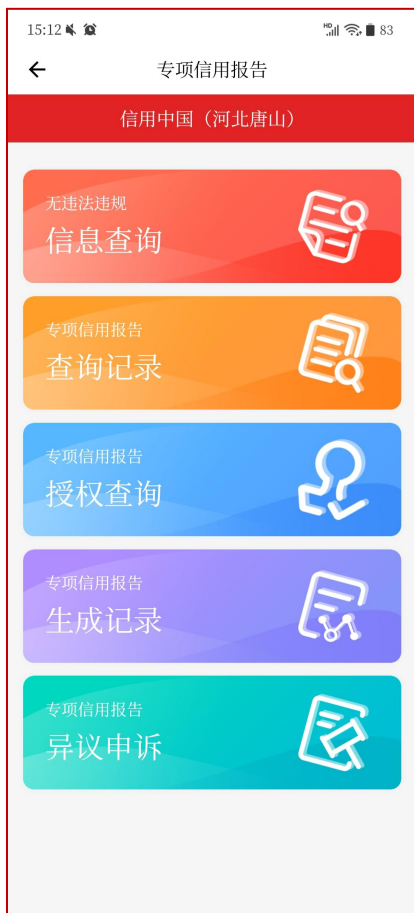 15:12 HD 83
专项信用报告
信用中国（河北唐山）
无违法违规
信息查询
专项信用报告
查询记录
专项信用报告
授权查询
专项信用报告
生成记录
专项信用报告
异议申诉